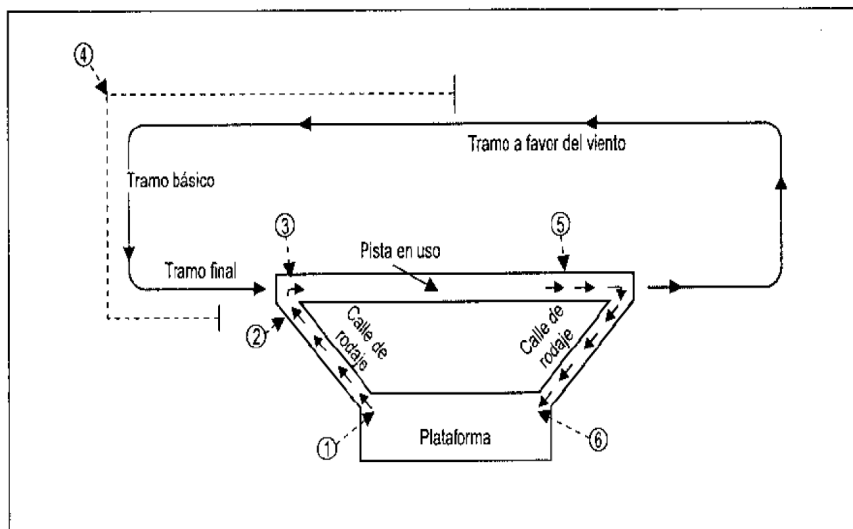 4
Tramo a favor del viento
Tramo básico
3
5
Pista en uso
Tramo final
2
Calle de
rodaje
Calle de
rodaje
1
Plataforma
6